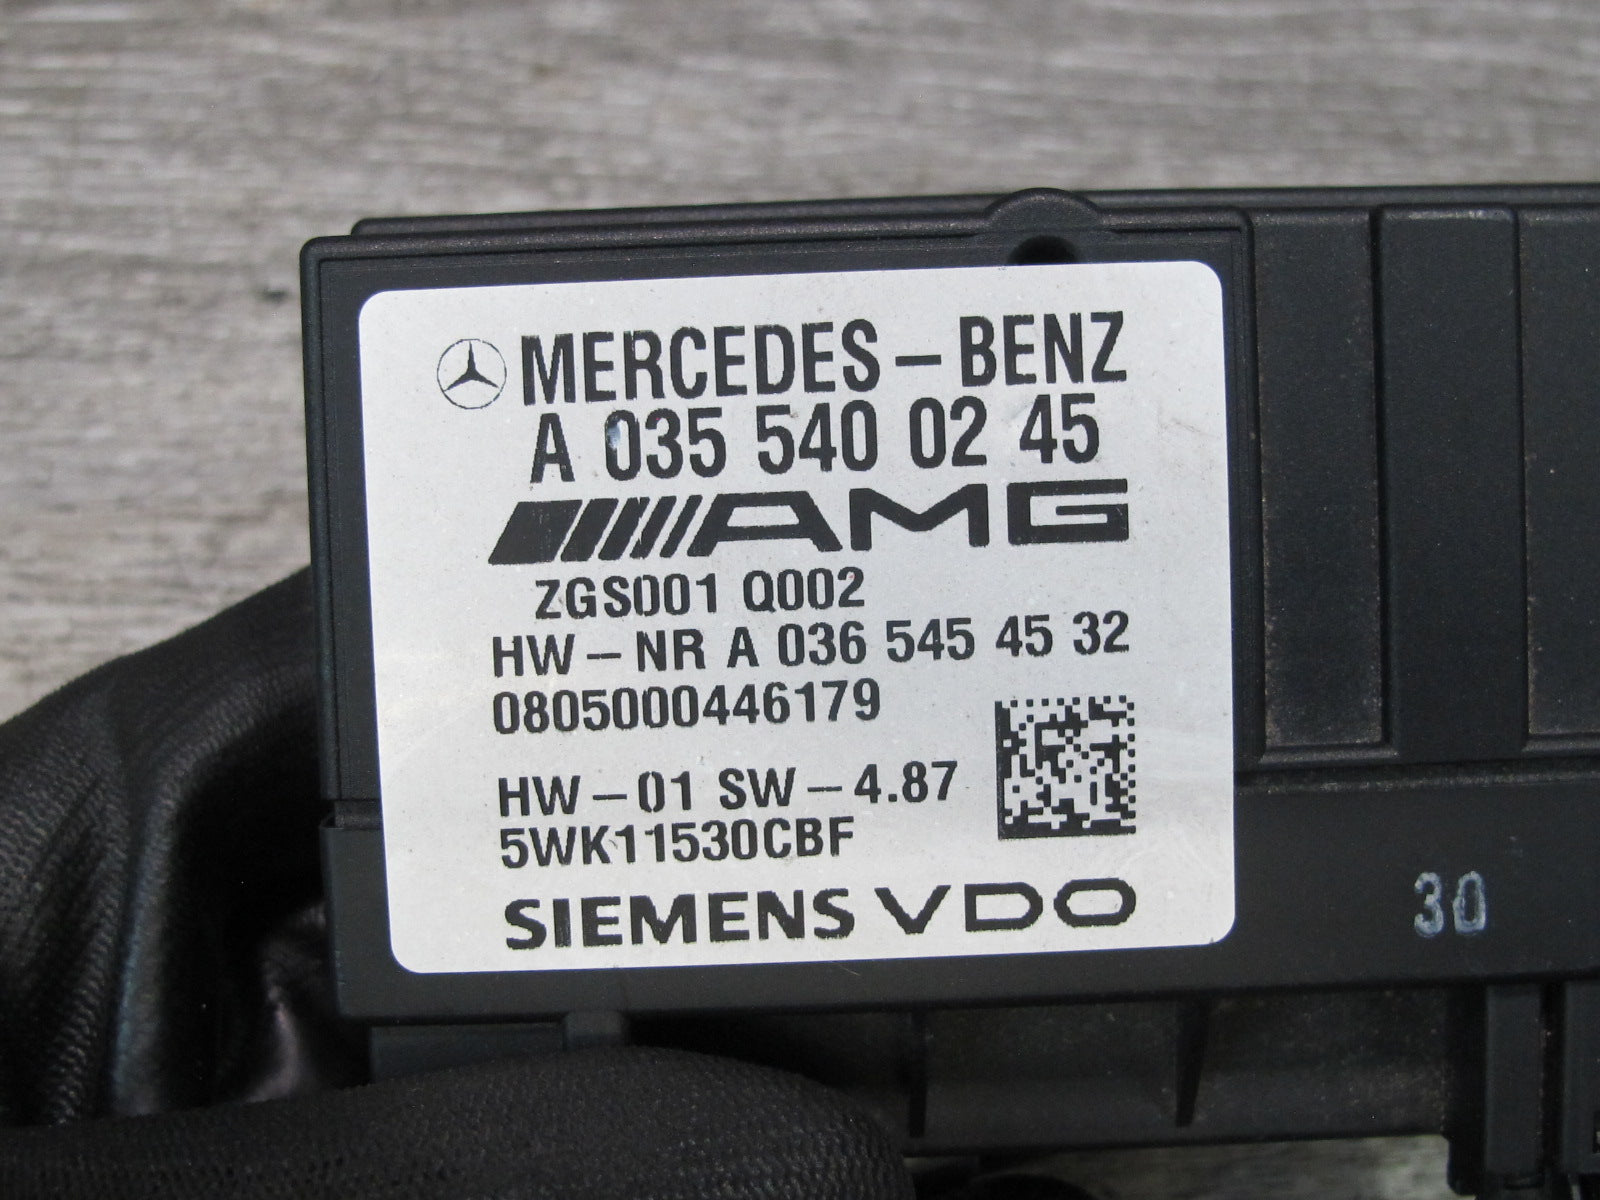 MERCEDES-BENZ
A 035 540 02 45
AMG
ZGS001 Q002
HW-NR A 036 545 45 32
0805000446179
HW-01 SW-4.87
5WK11530CBF
SIEMENS VDO
30